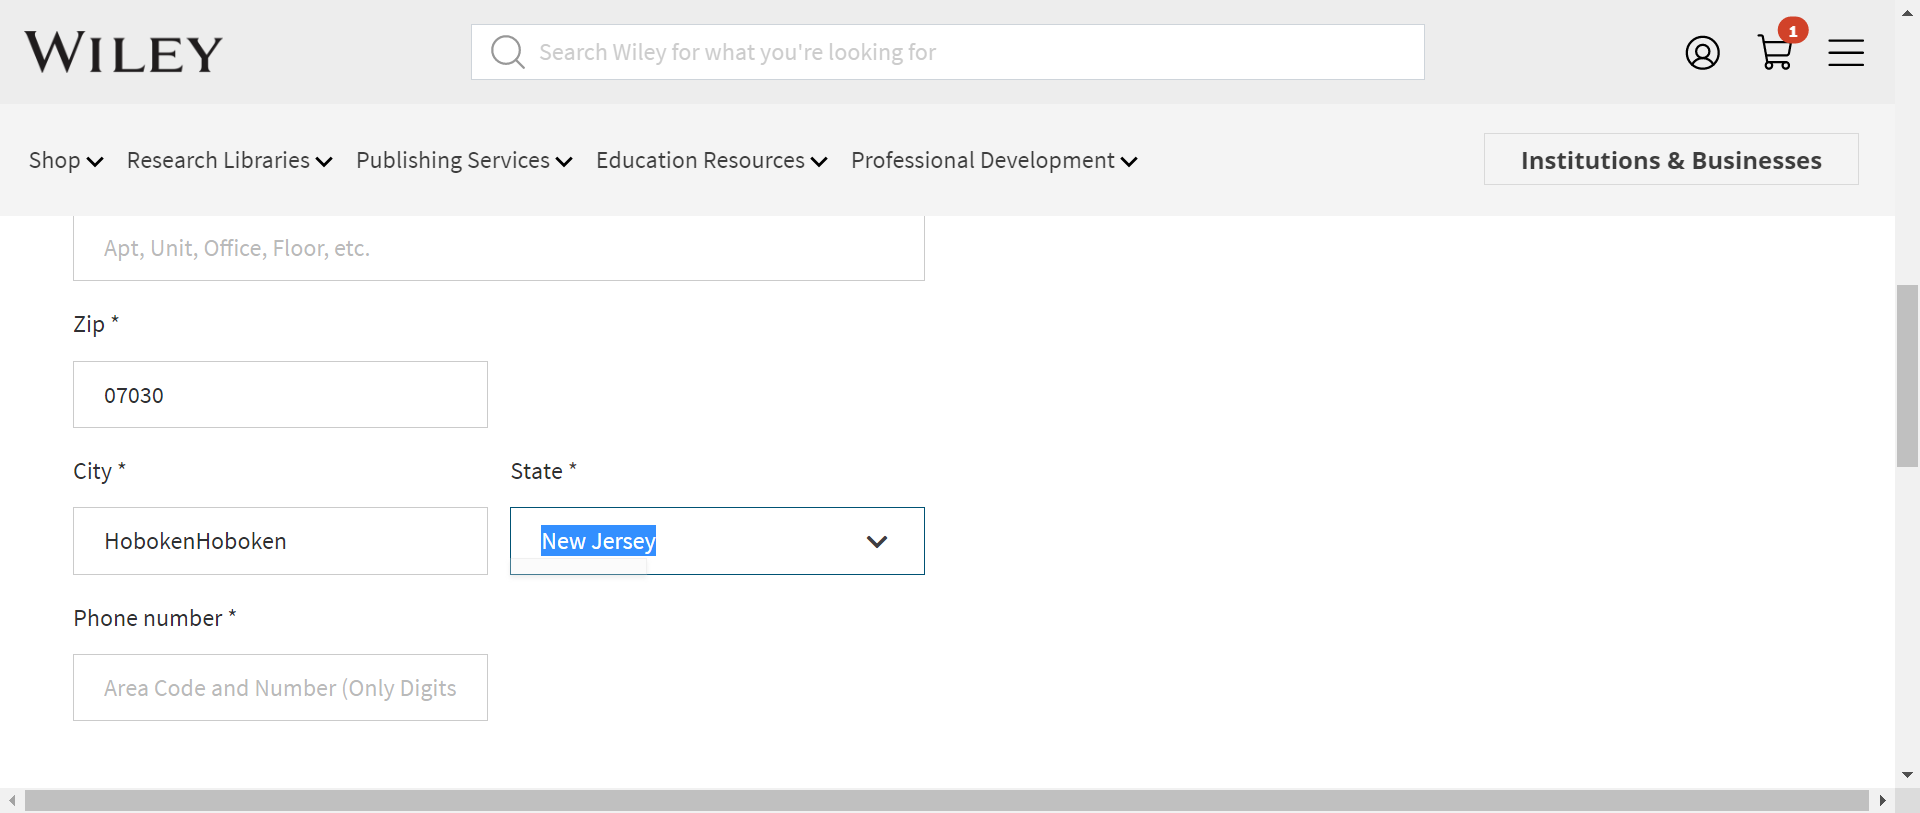 WILEY
Search Wiley for what you're looking for
1
Shop
Research Libraries
Publishing Services
Education Resources
Professional Development
Institutions & Businesses
Apt, Unit, Office, Floor, etc.
Zip *
07030
City *
State *
HobokenHoboken
New Jersey
Phone number *
Area Code and Number (Only Digits